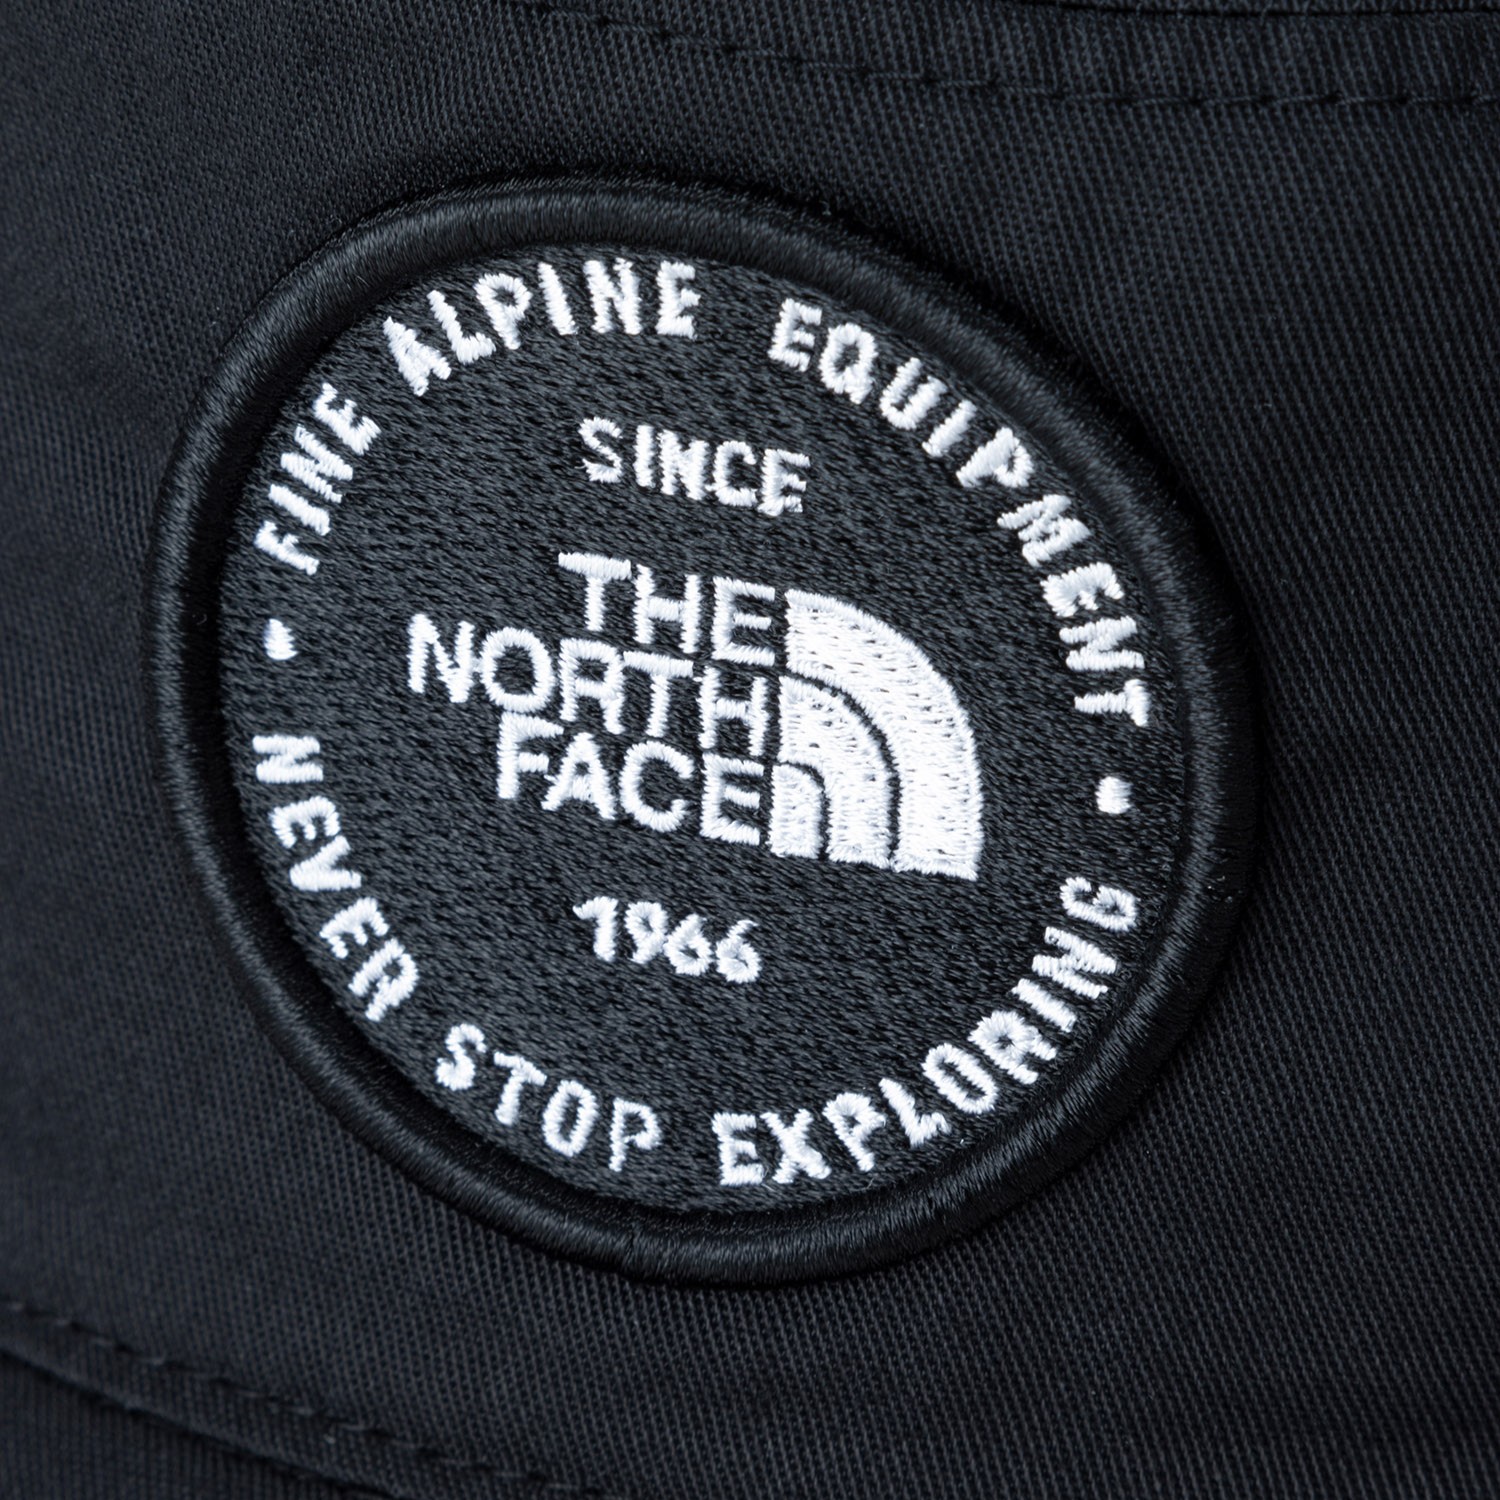 FINE ALPINE EQUIPMENT
SINCE
THE
NORTH
FACE
1966
NEVER STOP EXPLORING